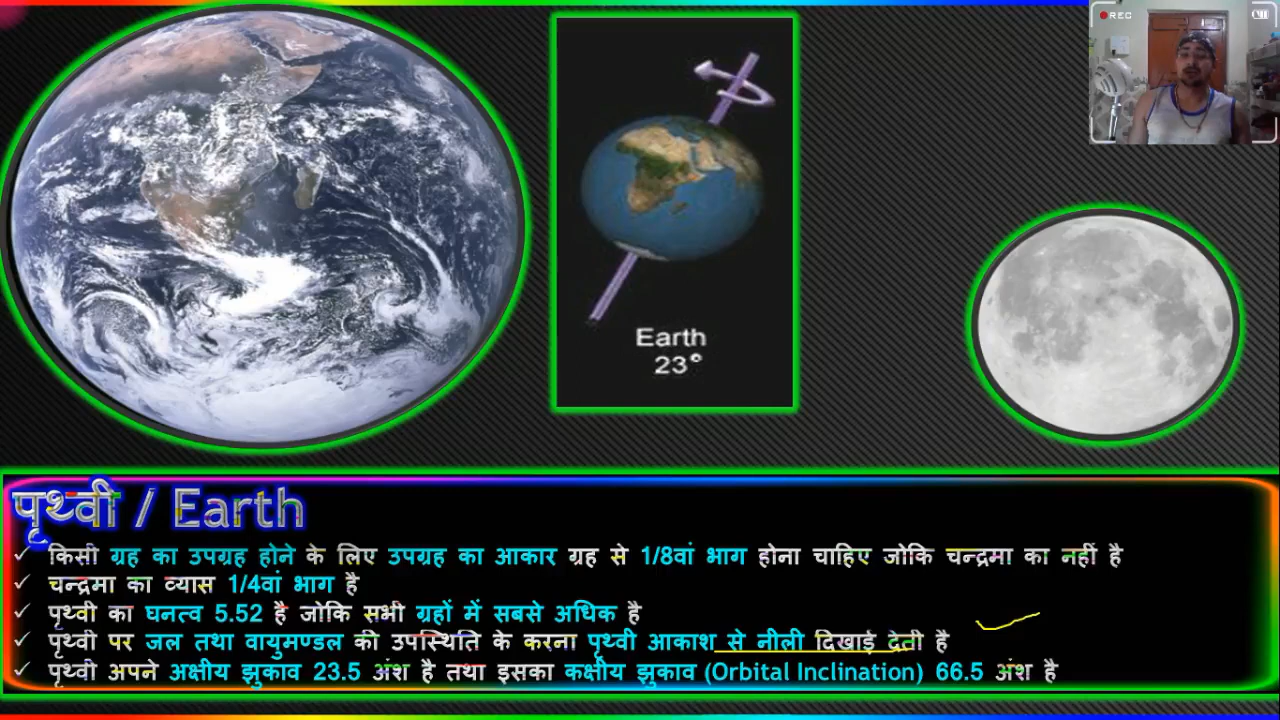 REC
Earth
23°
पृथ्वी / Earth
✓ किसी ग्रह का उपग्रह होने के लिए उपग्रह का आकार ग्रह से 1/8वां भाग होना चाहिए जोकि चन्द्रमा का नहीं है
✓ चन्द्रमा का व्यास 1/4वां भाग है
✓ पृथ्वी का घनत्व 5.52 है जोकि सभी ग्रहों में सबसे अधिक है
✓ पृथ्वी पर जल तथा वायुमण्डल की उपस्थिति के करना पृथ्वी आकाश से नीली दिखाई देती है
✓ पृथ्वी अपने अक्षीय झुकाव 23.5 अंश है तथा इसका कक्षीय झुकाव (Orbital Inclination) 66.5 अंश है